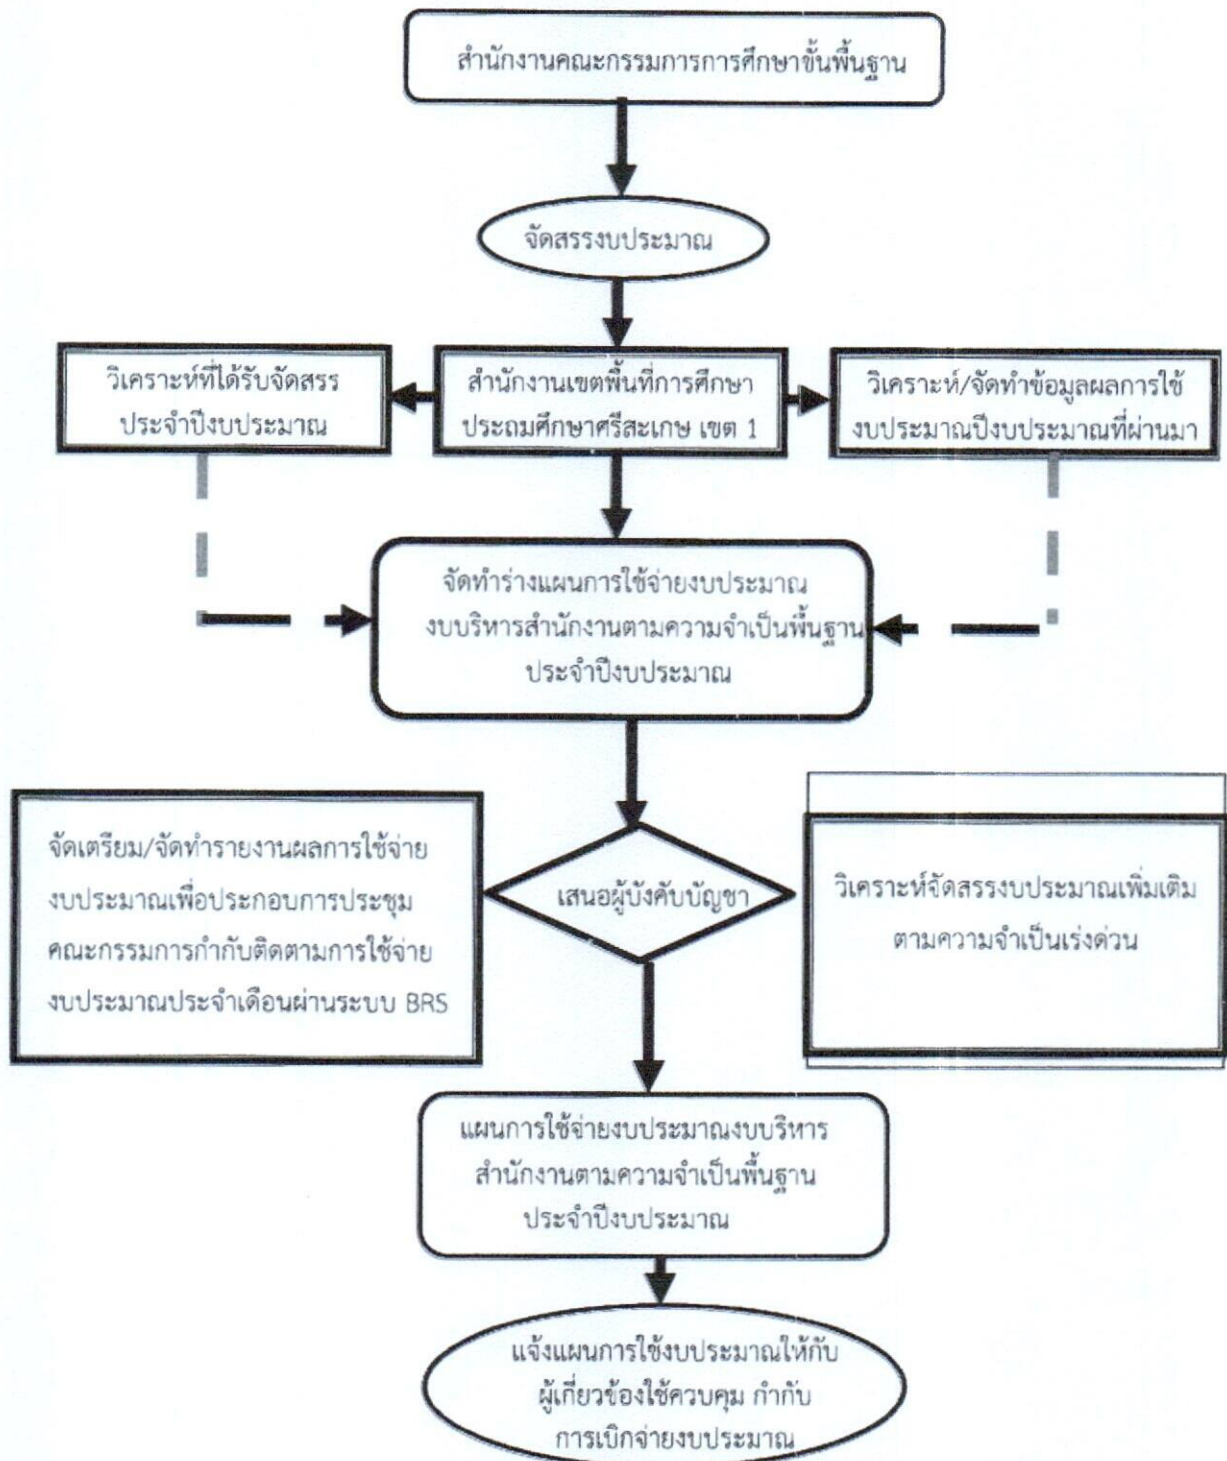 สำนักงานคณะกรรมการการศึกษาขั้นพื้นฐาน
จัดสรรงบประมาณ
วิเคราะห์ที่ได้รับจัดสรร
ประจำปีงบประมาณ
สำนักงานเขตพื้นที่การศึกษา
ประถมศึกษาศรีสะเกษ เขต 1
วิเคราะห์/จัดทำข้อมูลผลการใช้
งบประมาณปีงบประมาณที่ผ่านมา
จัดทำร่างแผนการใช้จ่ายงบประมาณ
งบบริหารสำนักงานตามความจำเป็นพื้นฐาน
ประจำปีงบประมาณ
จัดเตรียม/จัดทำรายงานผลการใช้จ่าย
งบประมาณเพื่อประกอบการประชุม
คณะกรรมการกำกับติดตามการใช้จ่าย
งบประมาณประจำเดือนผ่านระบบ BRS
เสนอผู้บังคับบัญชา
วิเคราะห์จัดสรรงบประมาณเพิ่มเติม
ตามความจำเป็นเร่งด่วน
แผนการใช้จ่ายงบประมาณงบบริหาร
สำนักงานตามความจำเป็นพื้นฐาน
ประจำปีงบประมาณ
แจ้งแผนการใช้งบประมาณให้กับ
ผู้เกี่ยวข้องใช้ควบคุม กำกับ
การเบิกจ่ายงบประมาณ